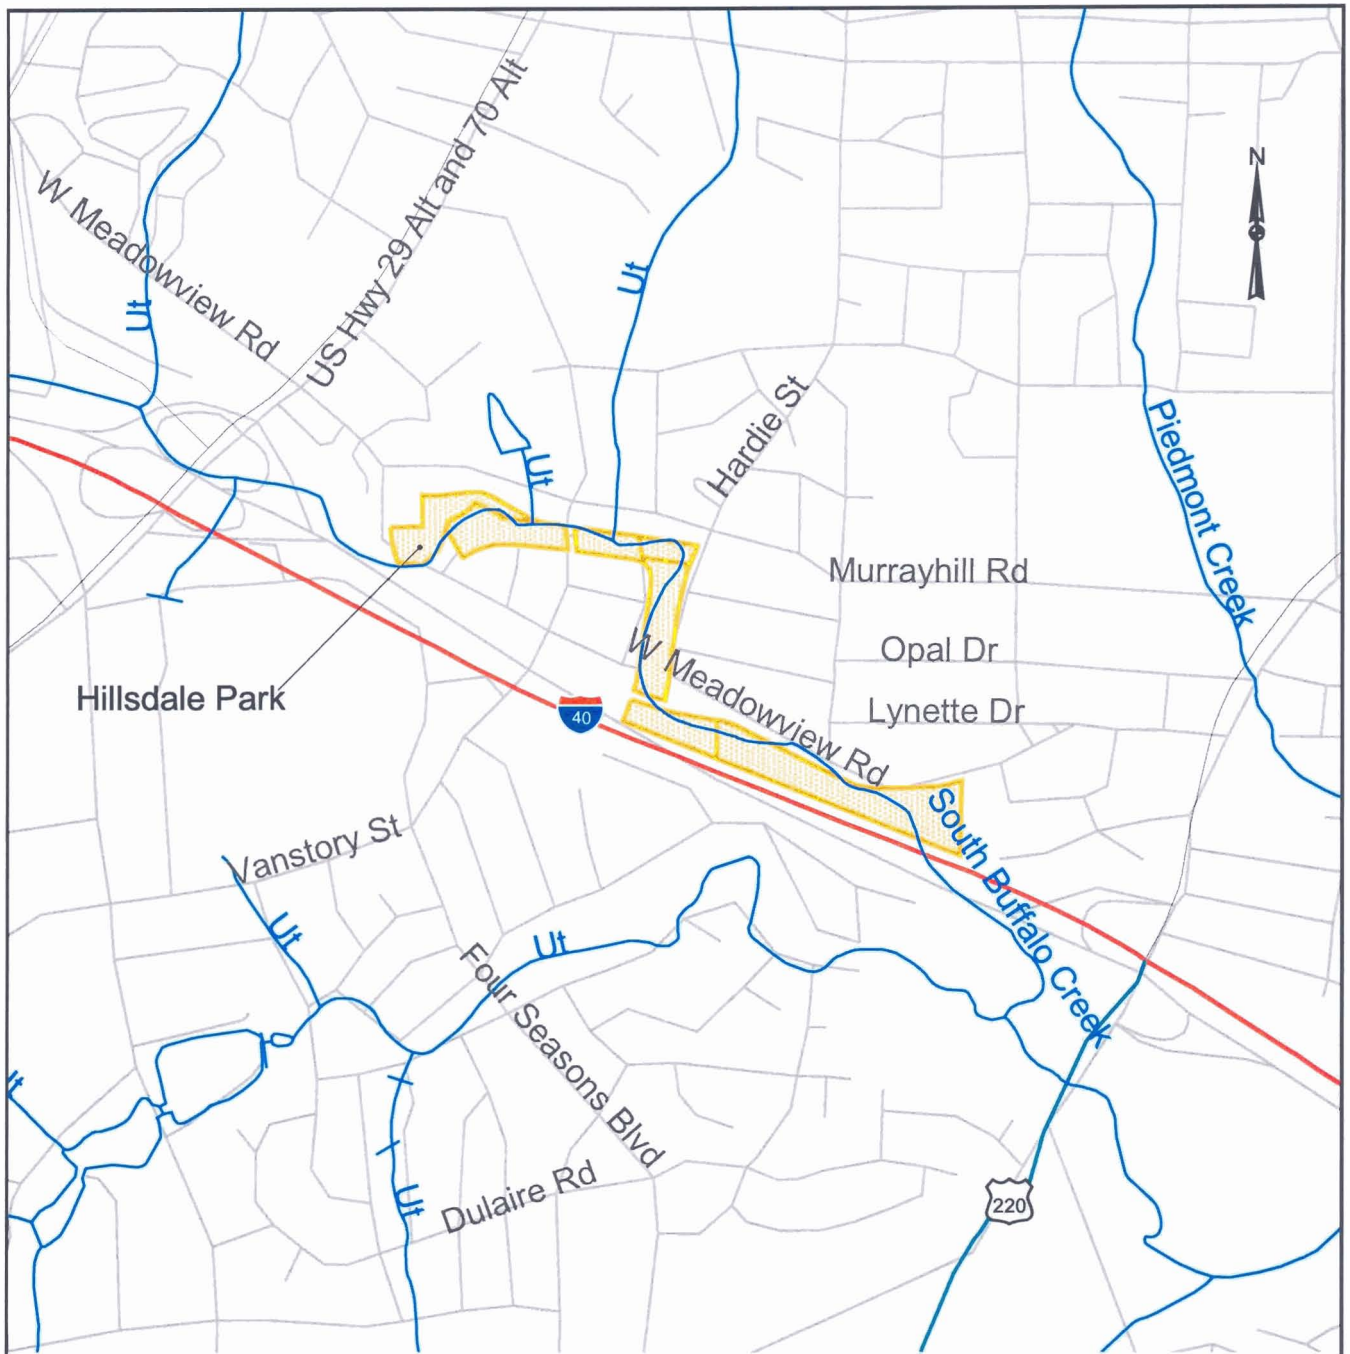 N
US Hwy 29 Alt and 70 Alt
W Meadowview Rd
Ut
Ut
Hardie St
Piedmont Creek
Ut
Murrayhill Rd
Opal Dr
W Meadowview Rd
Hillsdale Park
Lynette Dr
40
South Buffalo Creek
Vanstory St
Ut
Ut
Four Seasons Blvd
Ut
Dulaire Rd
220